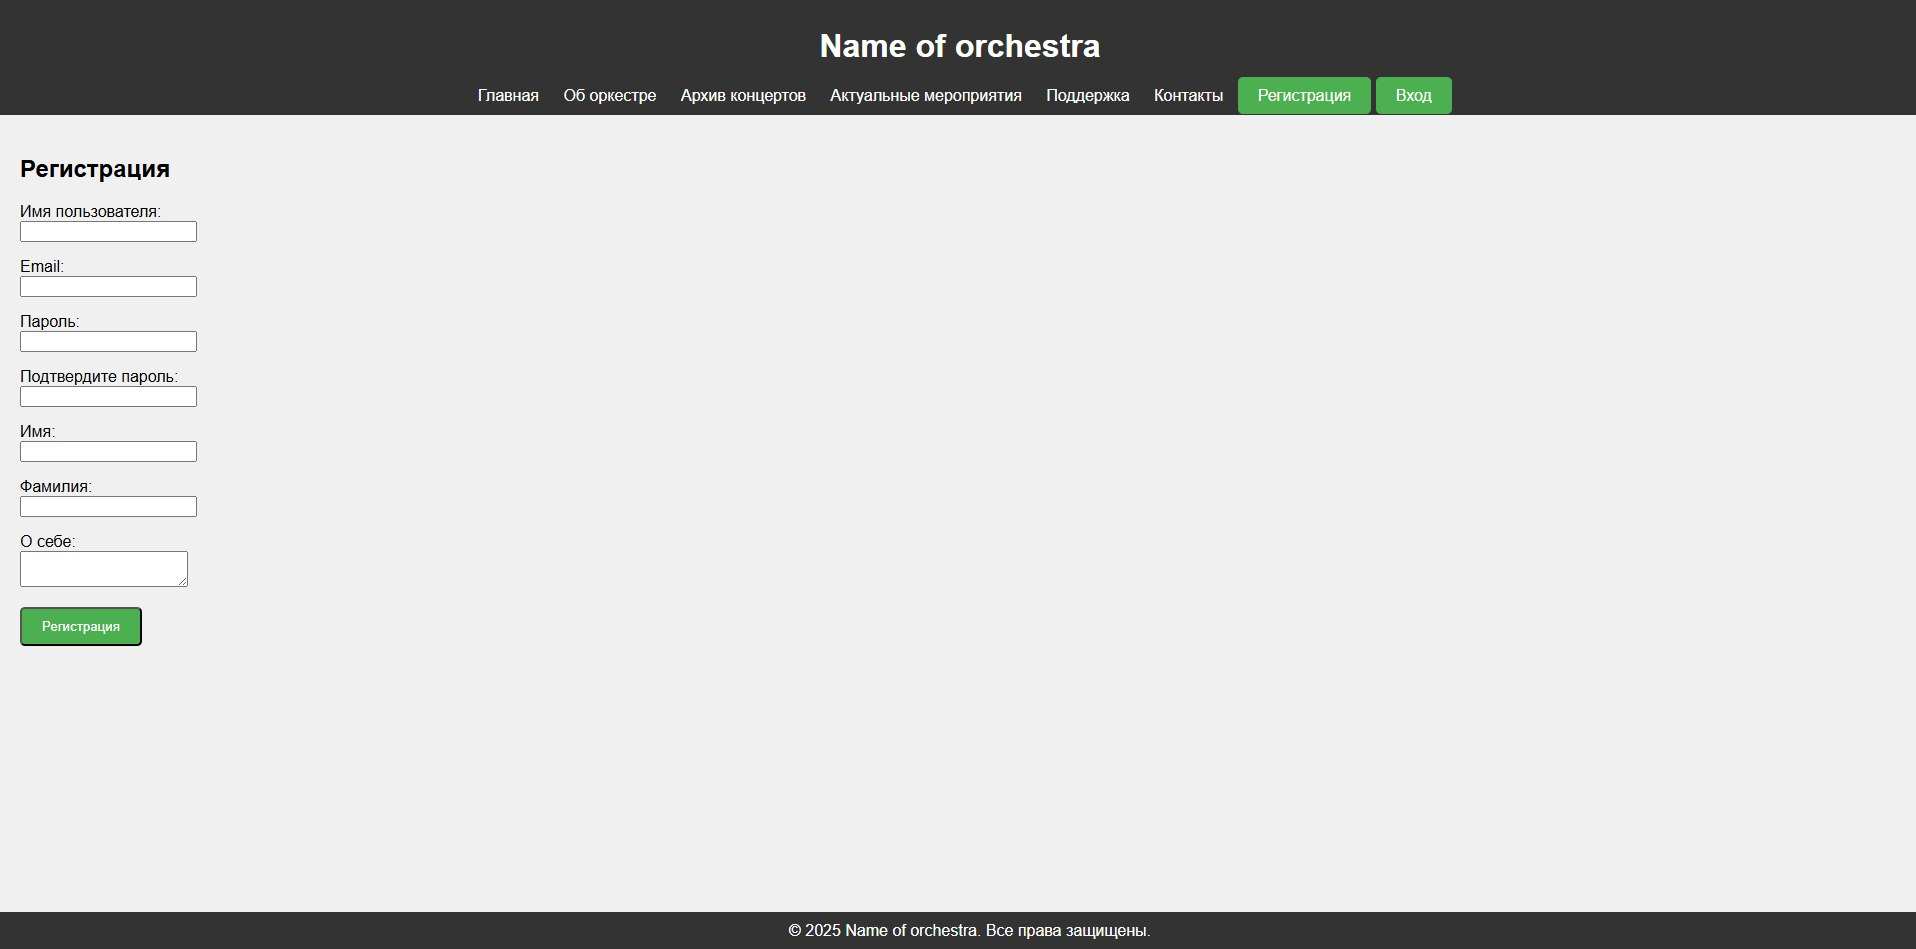 Name of orchestra
Главная Об оркестре Архив концертов Актуальные мероприятия Поддержка Контакты Регистрация Вход
Регистрация
Имя пользователя:
Email:
Пароль:
Подтвердите пароль:
Имя:
Фамилия:
О себе:
Регистрация
© 2025 Name of orchestra. Все права защищены.